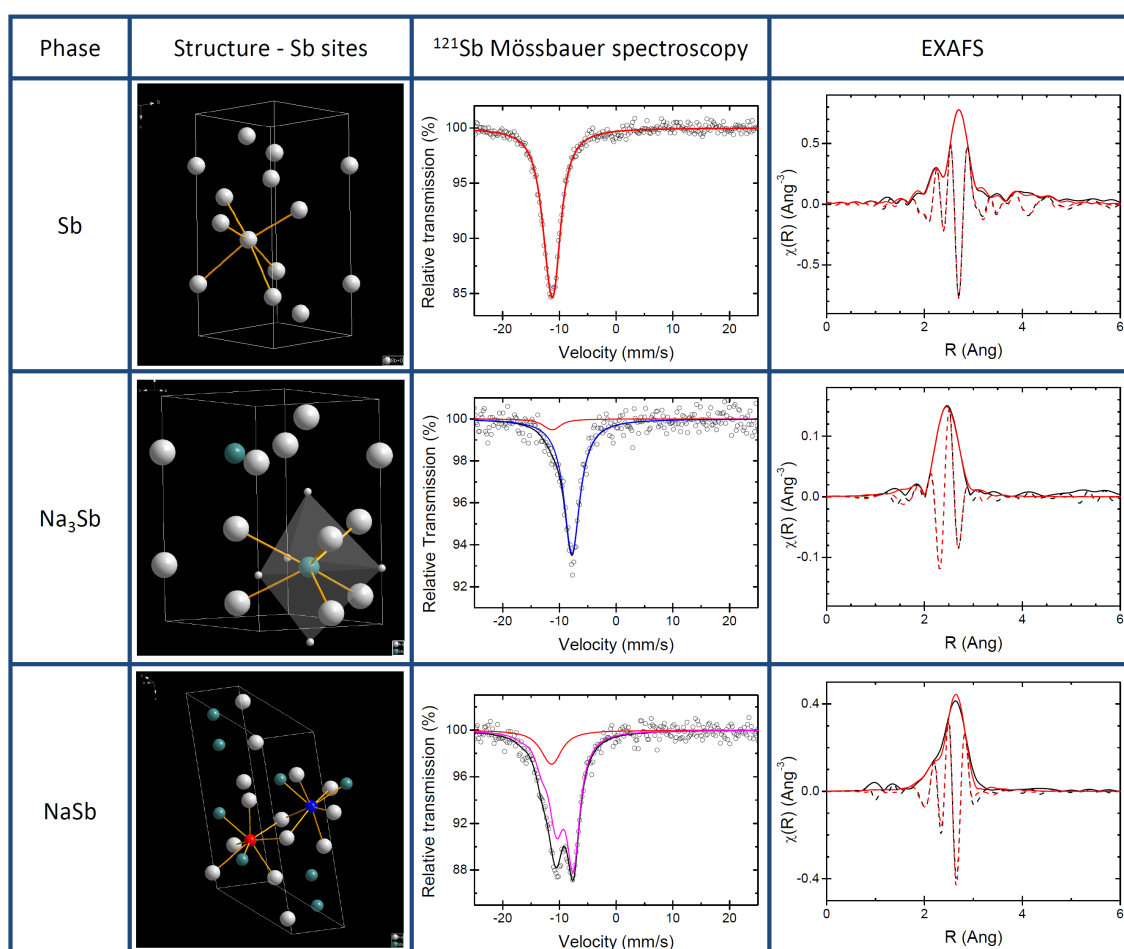 Phase
Structure - Sb sites
¹²¹Sb Mössbauer spectroscopy
EXAFS
Sb
Relative transmission (%)
100
95
90
85
-20 -10 0 10 20
Velocity (mm/s)
χ(R) (Ang⁻³)
0.5
0.0
-0.5
0 2 4 6
R (Ang)
Na₃Sb
Relative Transmission (%)
100
98
96
94
92
-20 -10 0 10 20
Velocity (mm/s)
χ(R) (Ang⁻³)
0.1
0.0
-0.1
0 2 4 6
R (Ang)
NaSb
Relative transmission (%)
100
96
92
88
-20 -10 0 10 20
Velocity (mm/s)
χ(R) (Ang⁻³)
0.4
0.0
-0.4
0 2 4 6
R (Ang)